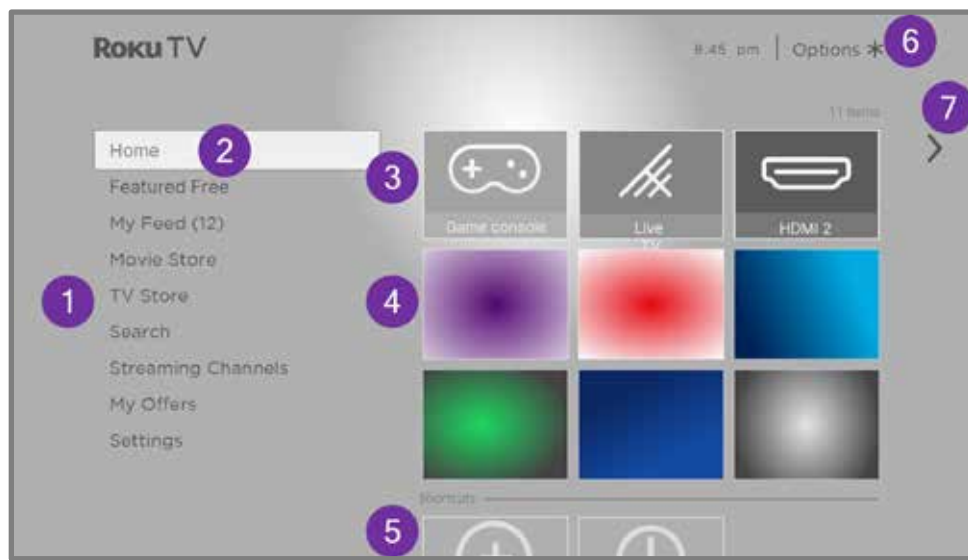 Roku TV
8:45 pm | Options *
6
7
11 items
Home
2
3
Game console
Live
TV
HDMI 2
Featured Free
My Feed (12)
Movie Store
1
TV Store
4
Search
Streaming Channels
My Offers
Settings
Shortcuts
5